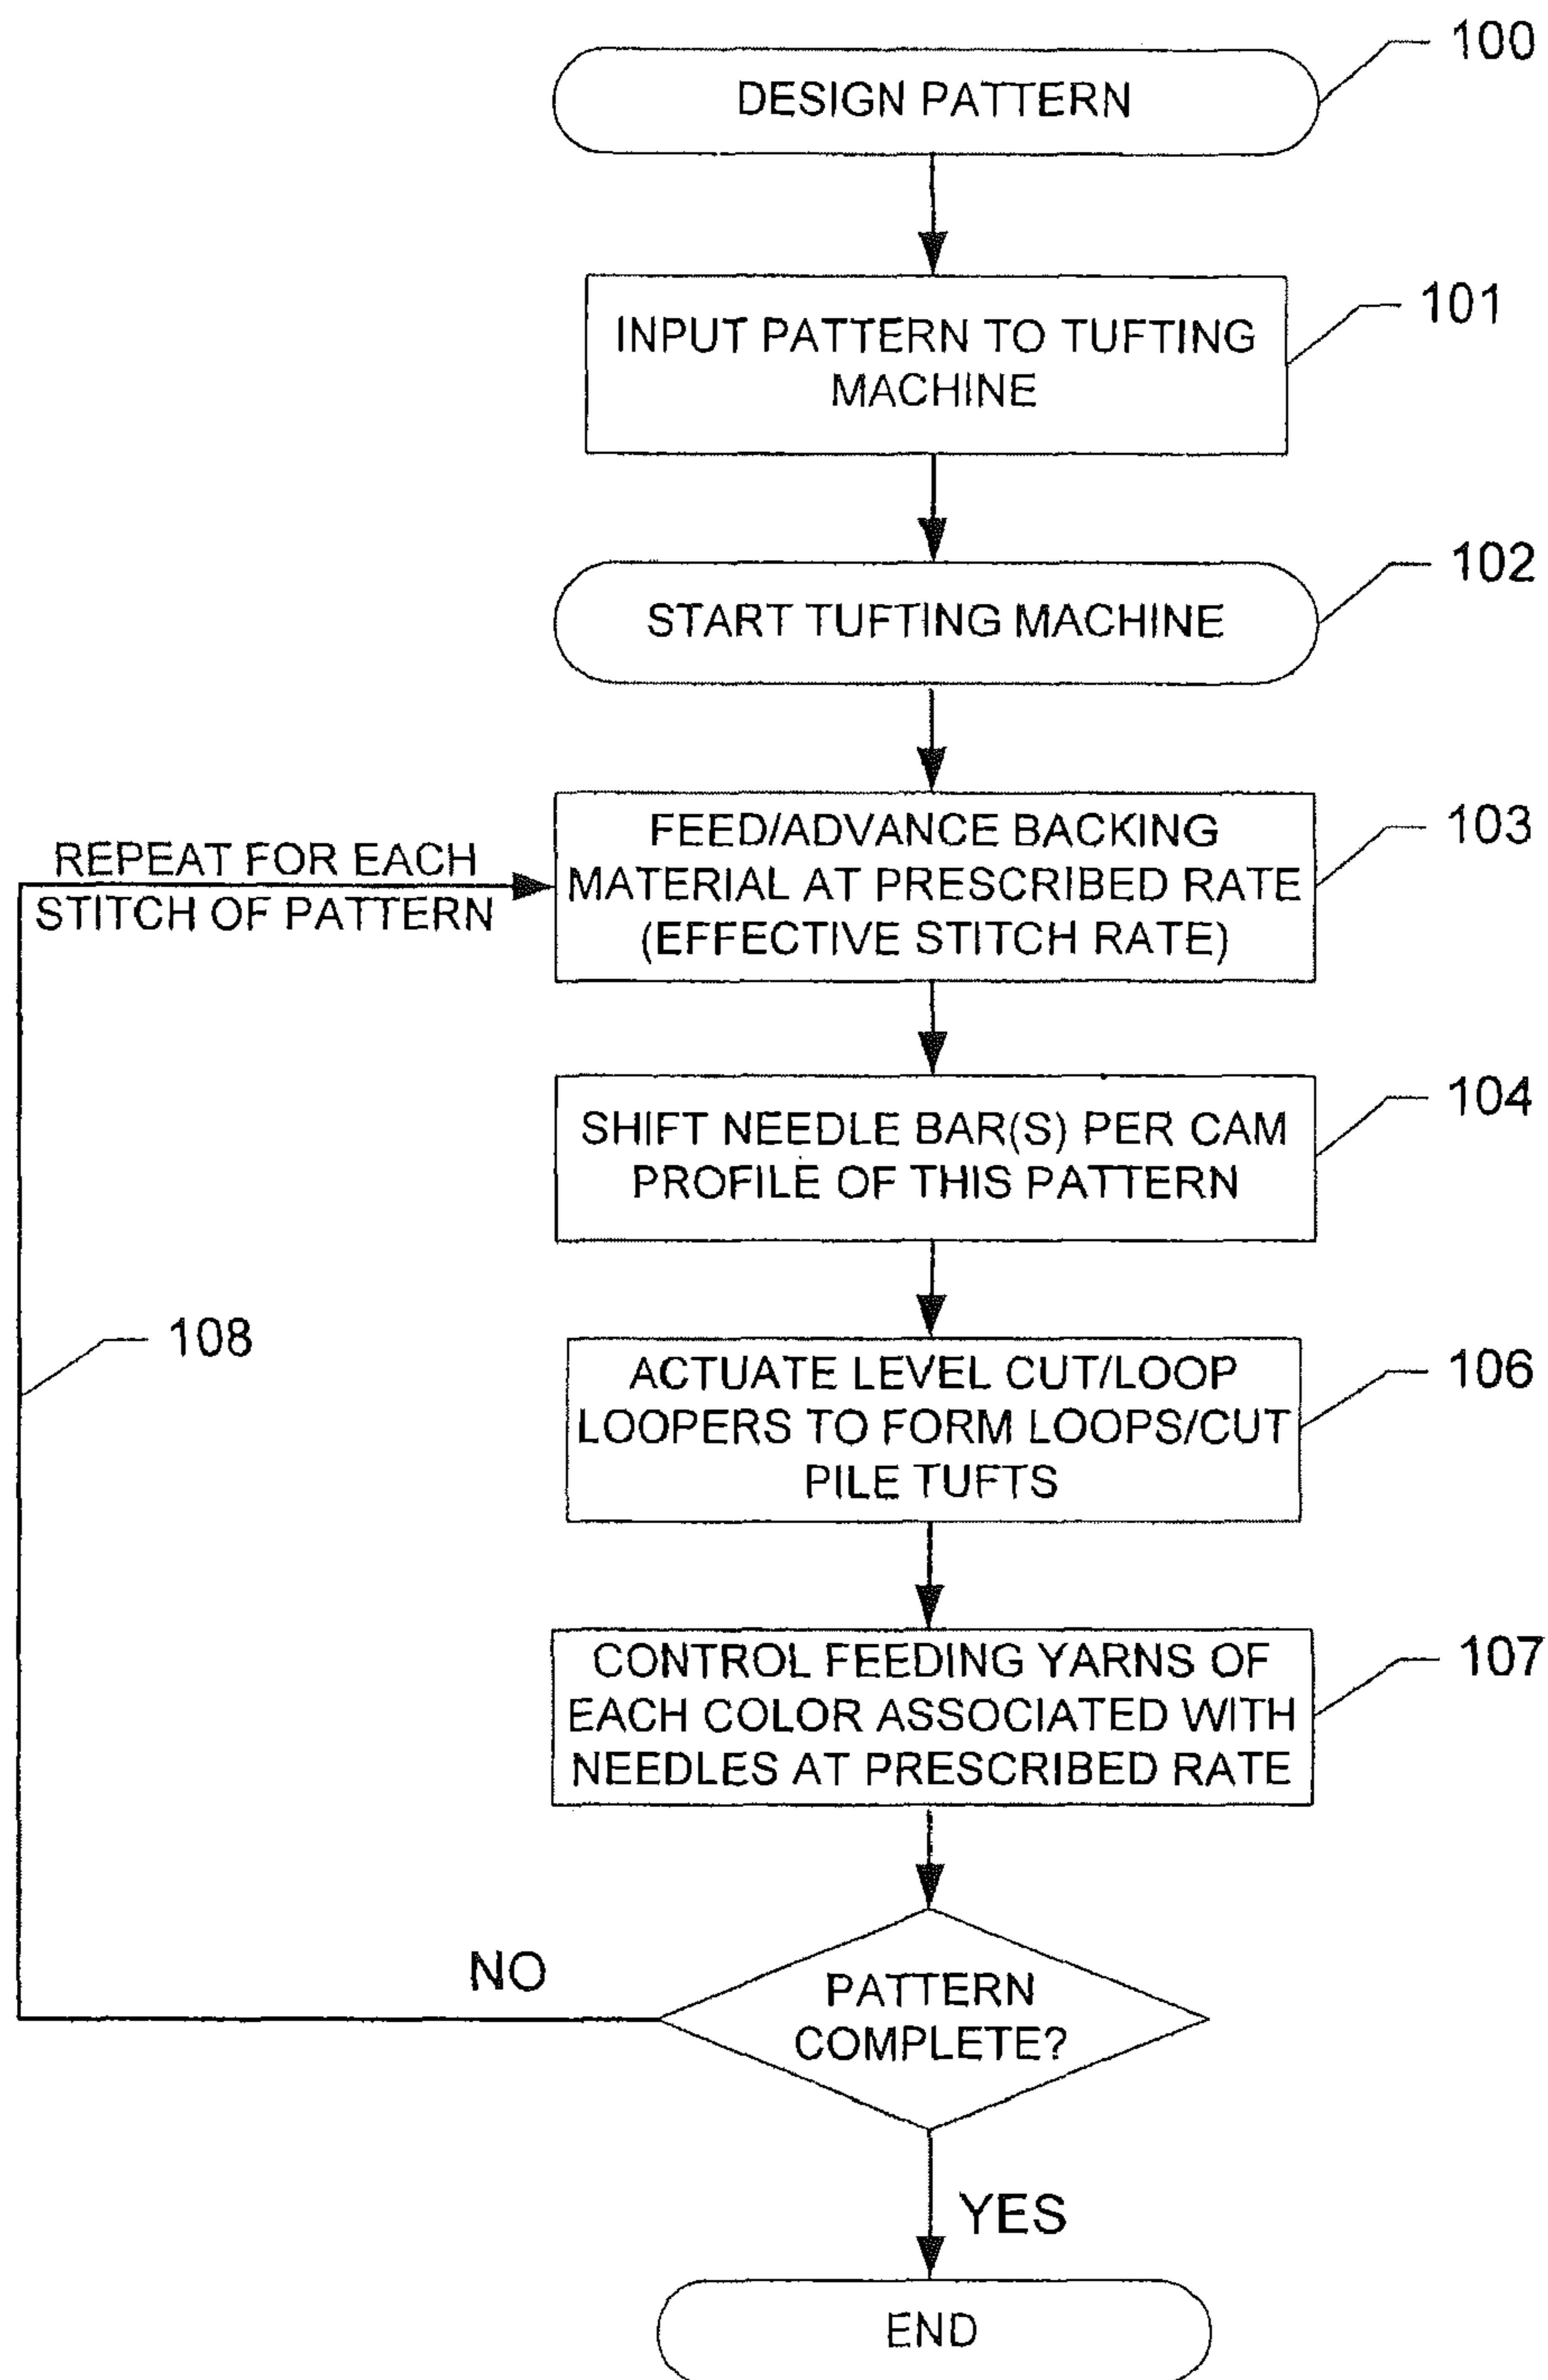 100
DESIGN PATTERN
101
INPUT PATTERN TO TUFTING
MACHINE
102
START TUFTING MACHINE
103
FEED/ADVANCE BACKING
MATERIAL AT PRESCRIBED RATE
(EFFECTIVE STITCH RATE)
REPEAT FOR EACH
STITCH OF PATTERN
104
SHIFT NEEDLE BAR(S) PER CAM
PROFILE OF THIS PATTERN
108
106
ACTUATE LEVEL CUT/LOOP
LOOPERS TO FORM LOOPS/CUT
PILE TUFTS
107
CONTROL FEEDING YARNS OF
EACH COLOR ASSOCIATED WITH
NEEDLES AT PRESCRIBED RATE
NO
PATTERN
COMPLETE?
YES
END